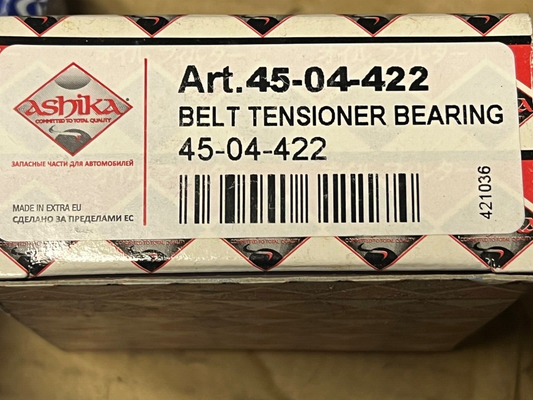 ASHIKA
COMMITTED TO TOTAL QUALITY
ЗАПАСНЫЕ ЧАСТИ ДЛЯ АВТОМОБИЛЕЙ
MADE IN EXTRA EU
СДЕЛАНО ЗА ПРЕДЕЛАМИ ЕС
Art.45-04-422
BELT TENSIONER BEARING
45-04-422
421036